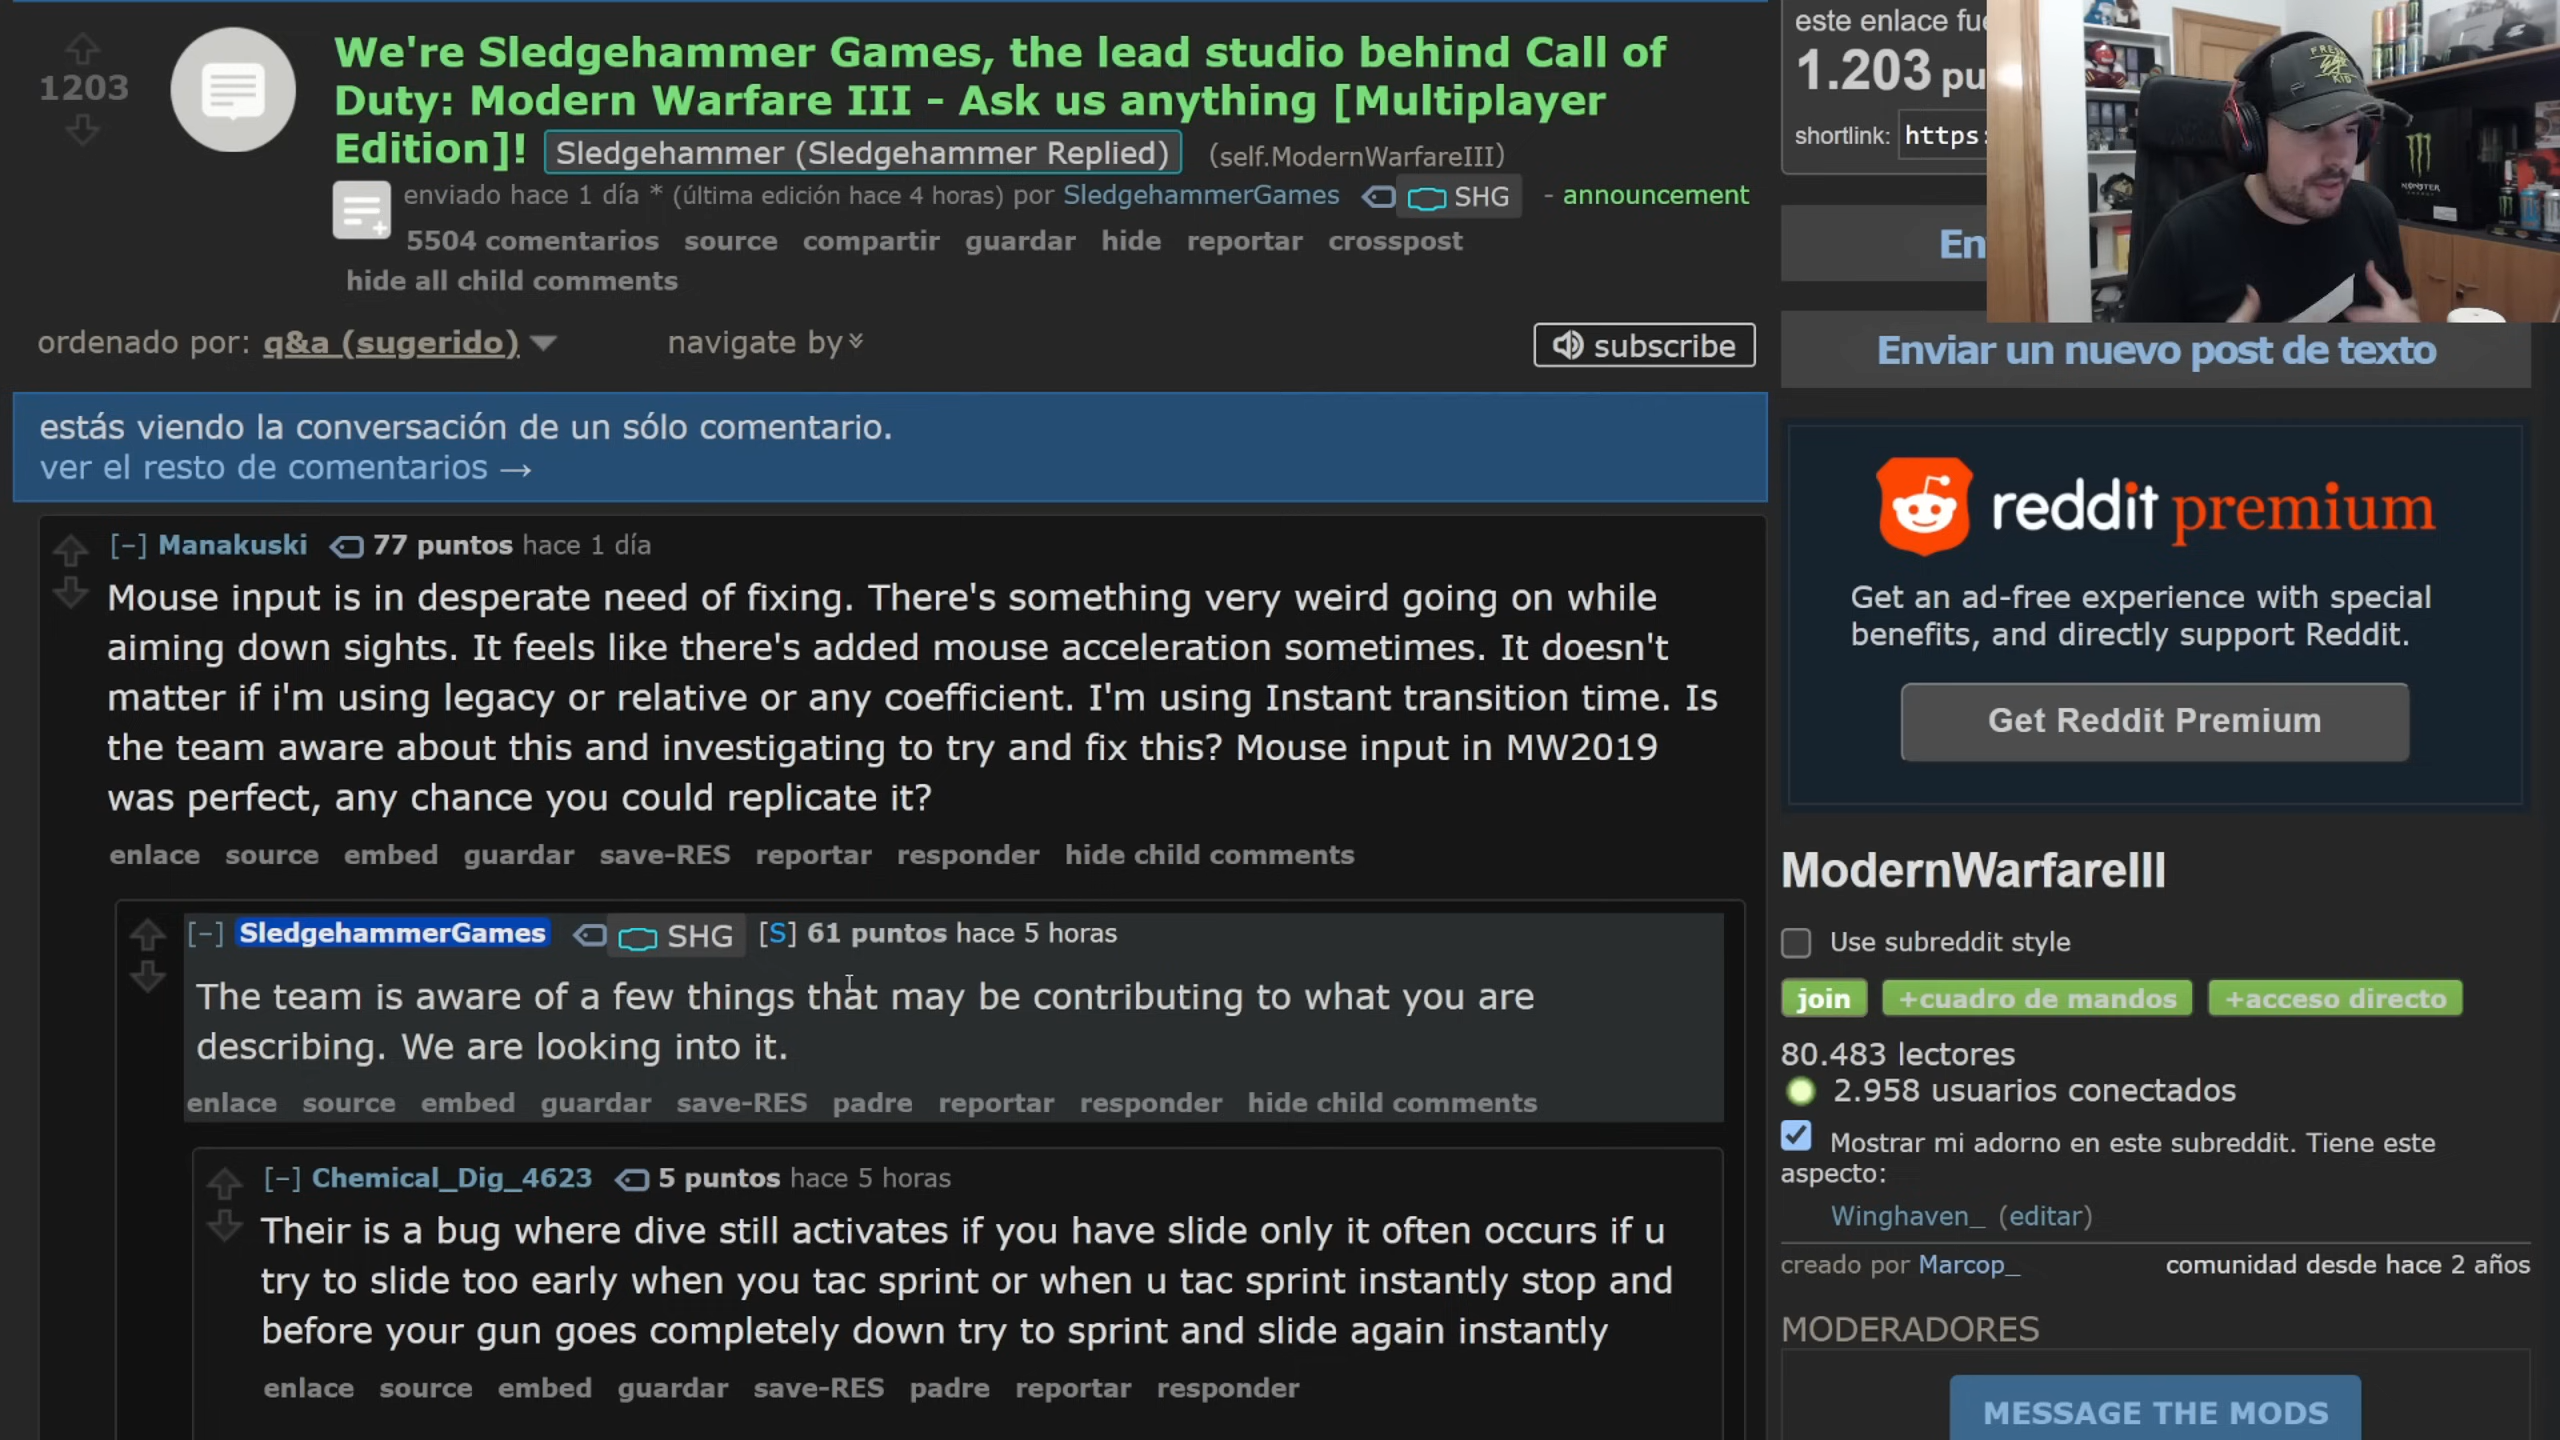 1203
We're Sledgehammer Games, the lead studio behind Call of
Duty: Modern Warfare III - Ask us anything [Multiplayer
Edition]! Sledgehammer (Sledgehammer Replied) (self.ModernWarfareIII)
enviado hace 1 día * (última edición hace 4 horas) por SledgehammerGames SHG - announcement
5504 comentarios source compartir guardar hide reportar crosspost
hide all child comments
ordenado por: q&a (sugerido) navigate by
subscribe
estás viendo la conversación de un sólo comentario.
ver el resto de comentarios →
[–] Manakuski 77 puntos hace 1 día
Mouse input is in desperate need of fixing. There's something very weird going on while
aiming down sights. It feels like there's added mouse acceleration sometimes. It doesn't
matter if i'm using legacy or relative or any coefficient. I'm using Instant transition time. Is
the team aware about this and investigating to try and fix this? Mouse input in MW2019
was perfect, any chance you could replicate it?
enlace source embed guardar save-RES reportar responder hide child comments
[–] SledgehammerGames SHG [S] 61 puntos hace 5 horas
The team is aware of a few things that may be contributing to what you are
describing. We are looking into it.
enlace source embed guardar save-RES padre reportar responder hide child comments
[–] Chemical_Dig_4623 5 puntos hace 5 horas
Their is a bug where dive still activates if you have slide only it often occurs if u
try to slide too early when you tac sprint or when u tac sprint instantly stop and
before your gun goes completely down try to sprint and slide again instantly
enlace source embed guardar save-RES padre reportar responder
este enlace fue
1.203 pu
shortlink: https:
En
Enviar un nuevo post de texto
reddit premium
Get an ad-free experience with special
benefits, and directly support Reddit.
Get Reddit Premium
ModernWarfareIII
Use subreddit style
join +cuadro de mandos +acceso directo
80.483 lectores
2.958 usuarios conectados
Mostrar mi adorno en este subreddit. Tiene este
aspecto:
Winghaven_ (editar)
creado por Marcop_ comunidad desde hace 2 años
MODERADORES
MESSAGE THE MODS
MONSTER